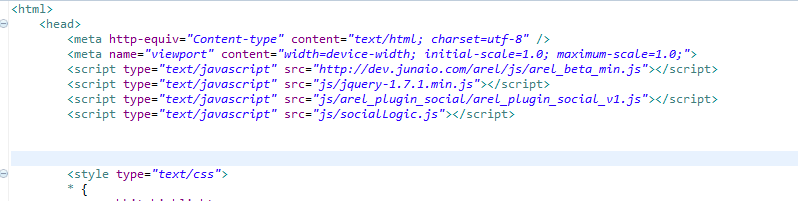 <html>
<head>
<meta http-equiv="Content-type" content="text/html; charset=utf-8" />
<meta name="viewport" content="width=device-width; initial-scale=1.0; maximum-scale=1.0;">
<script type="text/javascript" src="http://dev.junaio.com/arel/js/arel_beta_min.js"></script>
<script type="text/javascript" src="js/jquery-1.7.1.min.js"></script>
<script type="text/javascript" src="js/arel_plugin_social/arel_plugin_social_v1.js"></script>
<script type="text/javascript" src="js/socialLogic.js"></script>
<style type="text/css">
* {